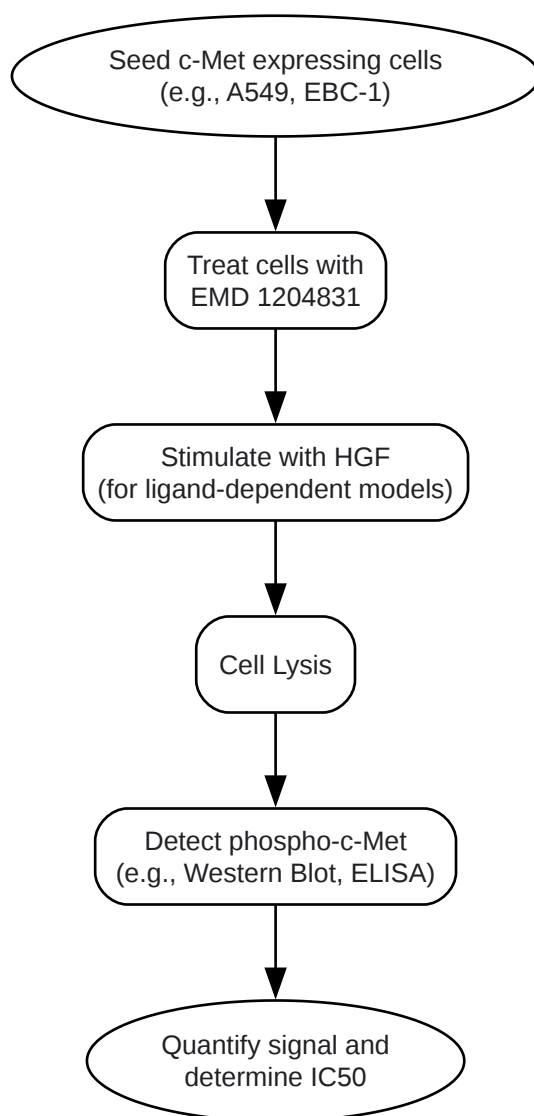 Seed c-Met expressing cells
(e.g., A549, EBC-1)
Treat cells with
EMD 1204831
Stimulate with HGF
(for ligand-dependent models)
Cell Lysis
Detect phospho-c-Met
(e.g., Western Blot, ELISA)
Quantify signal and
determine IC50